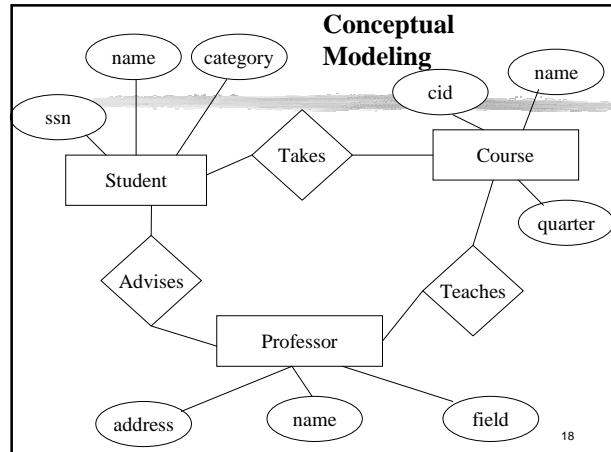 Conceptual
Modeling
name
category
name
cid
ssn
Takes
Course
Student
quarter
Advises
Teaches
Professor
address
name
field
18